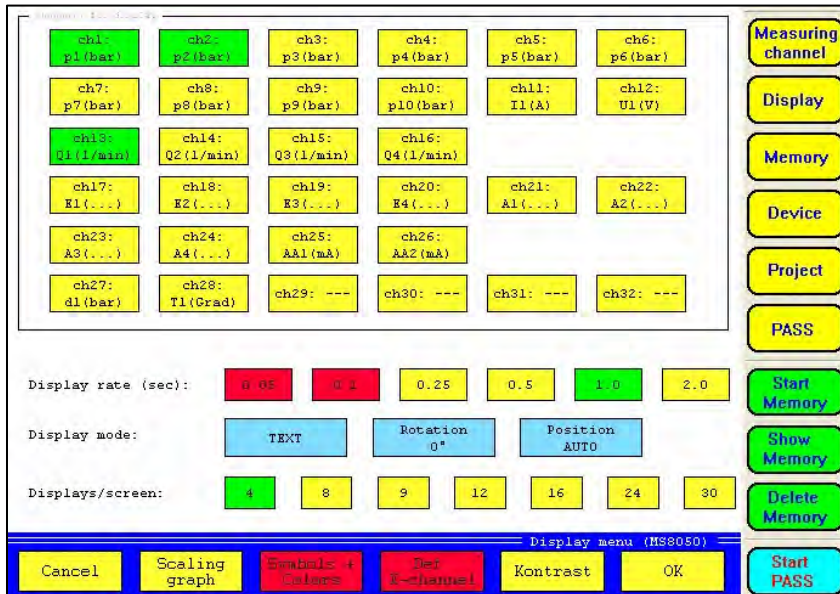 ch1: ch2: ch3: ch4: ch5: ch6:
p1(bar) p2(bar) p3(bar) p4(bar) p5(bar) p6(bar)
ch7: ch8: ch9: ch10: ch11: ch12:
p7(bar) p8(bar) p9(bar) p10(bar) I1(A) U1(V)
ch13: ch14: ch15: ch16:
Q1(l/min) Q2(l/min) Q3(l/min) Q4(l/min)
ch17: ch18: ch19: ch20: ch21: ch22:
E1(...) E2(...) E3(...) E4(...) A1(...) A2(...)
ch23: ch24: ch25: ch26:
A3(...) A4(...) AA1(mA) AA2(mA)
ch27: ch28: ch29: --- ch30: --- ch31: --- ch32: ---
d1(bar) T1(Grad)
Display rate (sec): 0.05 0.1 0.25 0.5 1.0 2.0
Display mode: TEXT Rotation 0° Position AUTO
Displays/screen: 4 8 9 12 16 24 30
Display menu (MS8050)
Cancel Scaling graph Symbols + Colors Der E-channel Kontrast OK
Measuring
channel
Display
Memory
Device
Project
PASS
Start
Memory
Show
Memory
Delete
Memory
Start
PASS